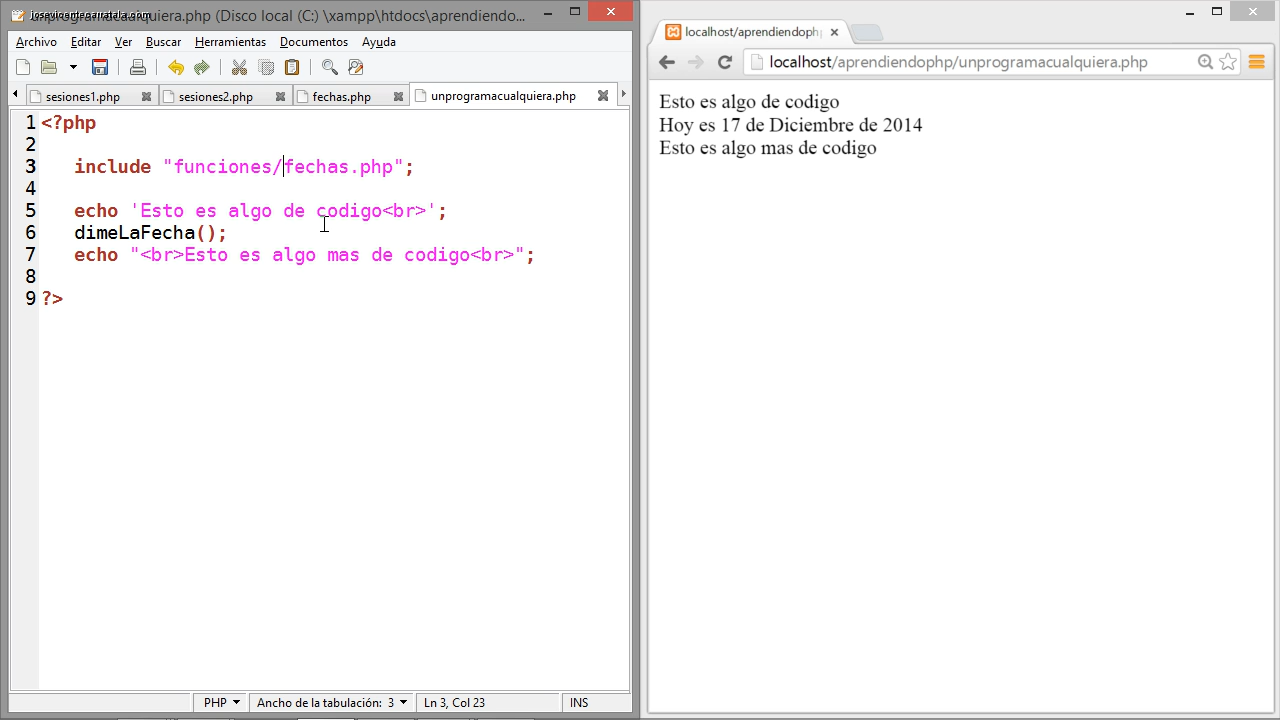 cualquiera.php (Disco local (C:) \xampp\htdocs\aprendiendo...
Archivo Editar Ver Buscar Herramientas Documentos Ayuda
sesiones1.php
sesiones2.php
fechas.php
unprogramacualquiera.php
1 <?php
2
3 include "funciones/fechas.php";
4
5 echo 'Esto es algo de codigo<br>';
6 dimeLaFecha();
7 echo "<br>Esto es algo mas de codigo<br>";
8
9 ?>
PHP Ancho de la tabulación: 3 Ln 3, Col 23 INS
localhost/aprendiendoph
localhost/aprendiendophp/unprogramacualquiera.php
Esto es algo de codigo
Hoy es 17 de Diciembre de 2014
Esto es algo mas de codigo